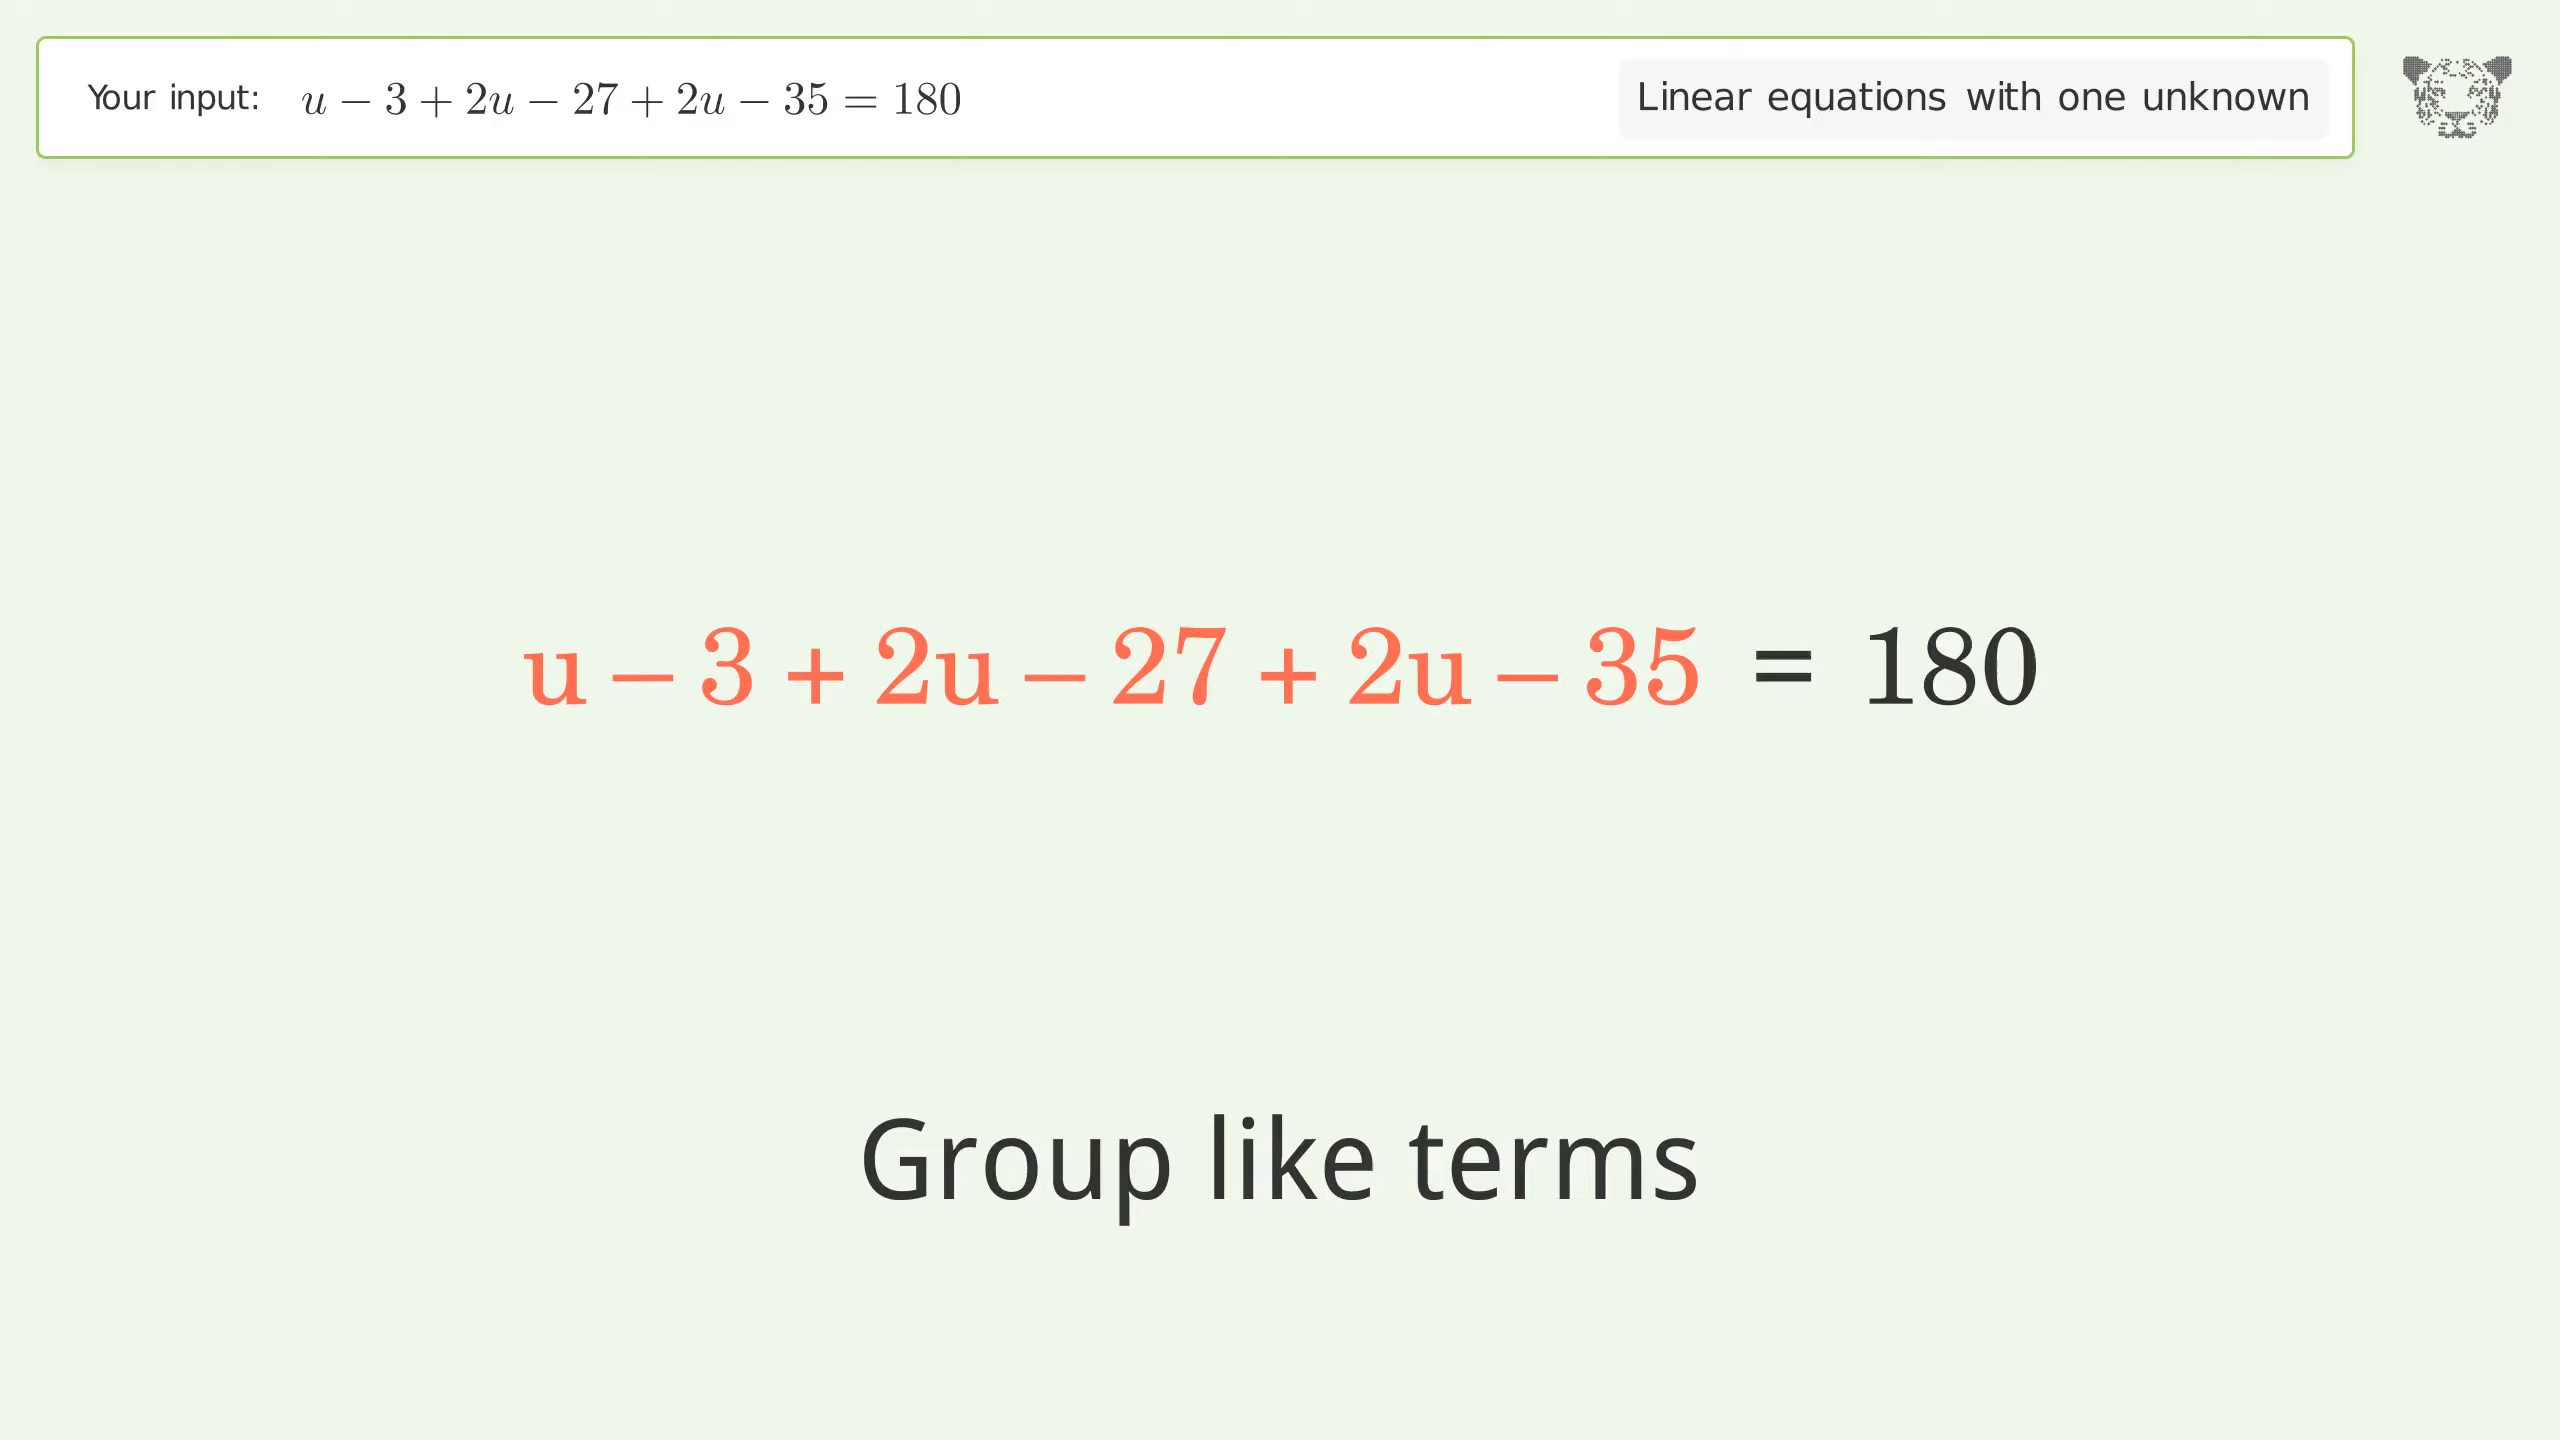 Your input: u − 3 + 2u − 27 + 2u − 35 = 180
Linear equations with one unknown
u – 3 + 2u – 27 + 2u – 35 = 180
Group like terms